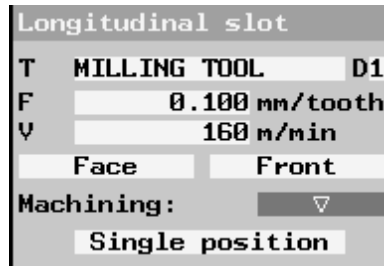 Longitudinal slot
T MILLING TOOL D1
F 0.100 mm/tooth
V 160 m/min
Face Front
Machining: ▽
Single position